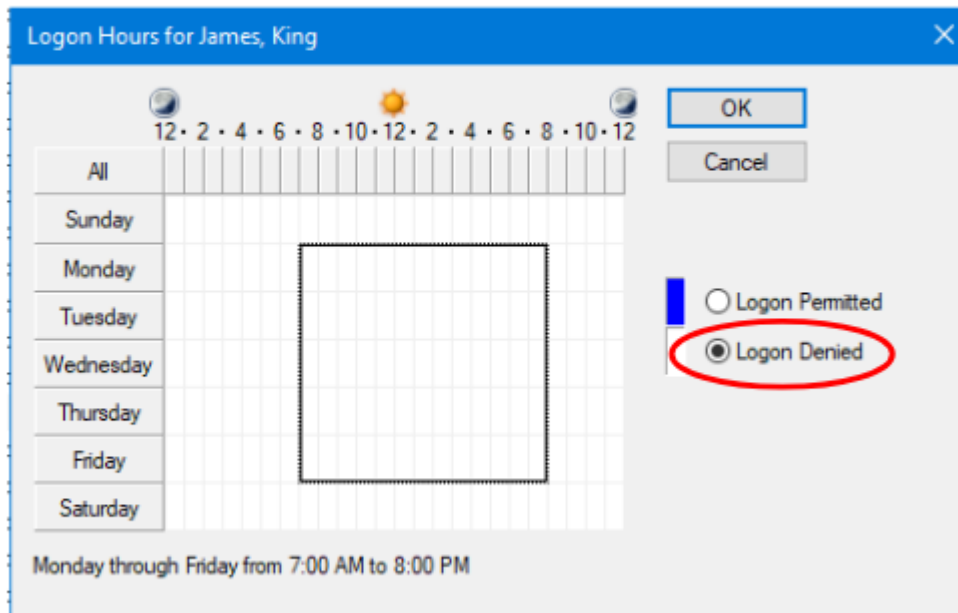 Logon Hours for James, King
12 · 2 · 4 · 6 · 8 · 10 · 12 · 2 · 4 · 6 · 8 · 10 · 12
All
Sunday
Monday
Tuesday
Wednesday
Thursday
Friday
Saturday
Monday through Friday from 7:00 AM to 8:00 PM
OK
Cancel
Logon Permitted
Logon Denied